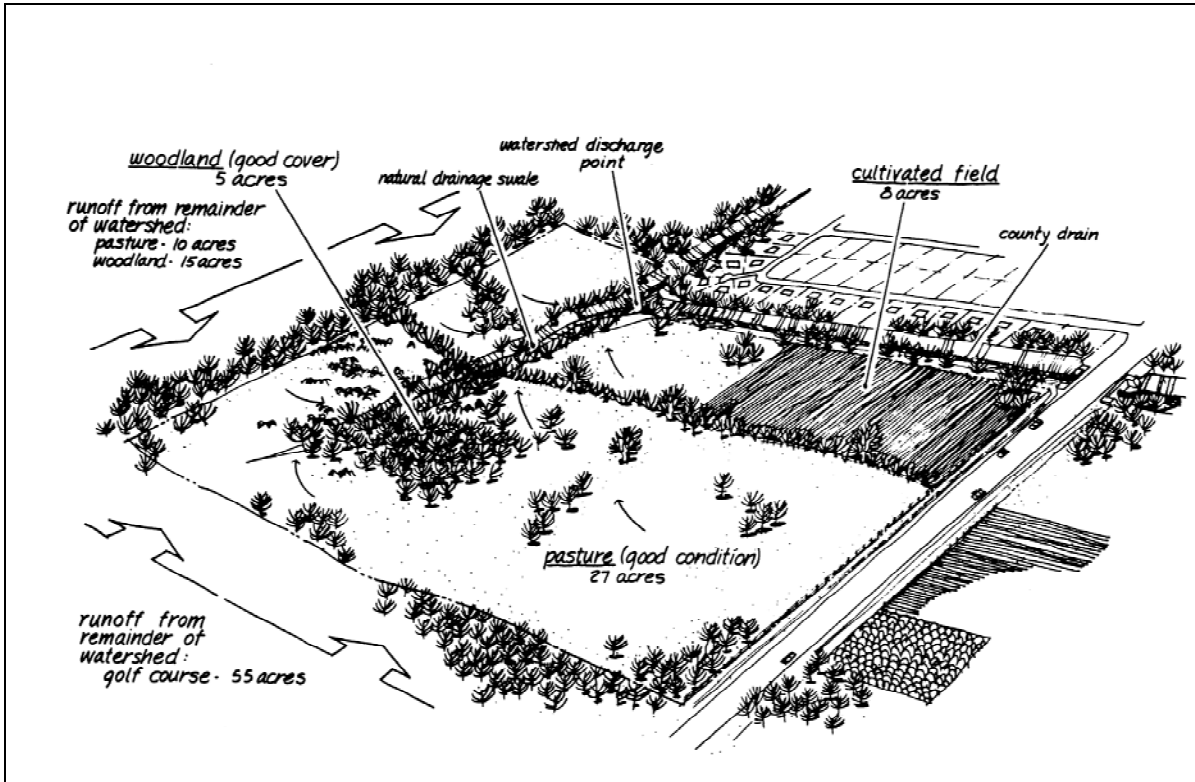 woodland (good cover)
5 acres
natural drainage swale
watershed discharge
point
cultivated field
8 acres
county drain
runoff from remainder
of watershed:
pasture - 10 acres
woodland - 15 acres
pasture (good condition)
27 acres
runoff from
remainder of
watershed:
golf course - 55 acres